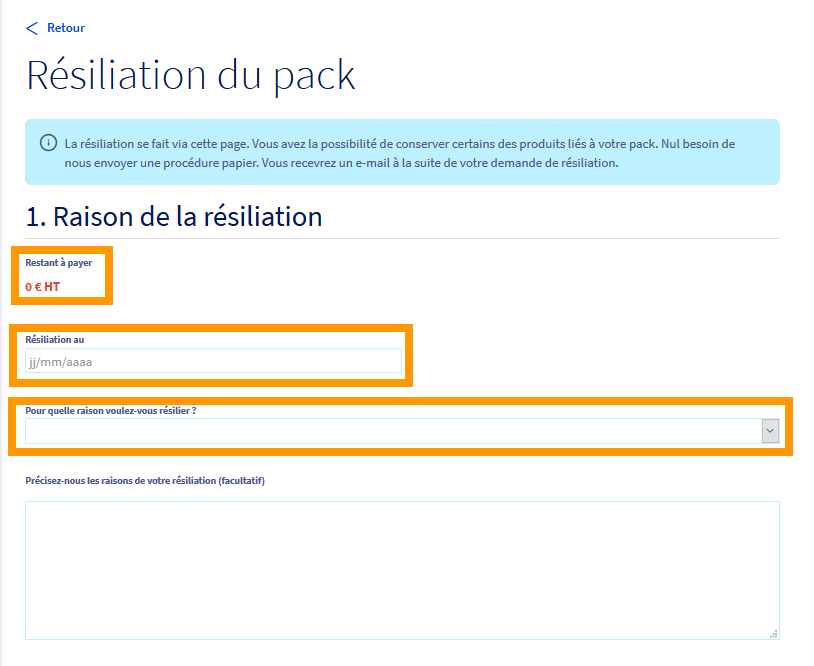 Retour
Résiliation du pack
La résiliation se fait via cette page. Vous avez la possibilité de conserver certains des produits liés à votre pack. Nul besoin de
nous envoyer une procédure papier. Vous recevrez un e-mail à la suite de votre demande de résiliation.
1. Raison de la résiliation
Restant à payer
0 € HT
Résiliation au
jj/mm/aaaa
Pour quelle raison voulez-vous résilier ?
Précisez-nous les raisons de votre résiliation (facultatif)